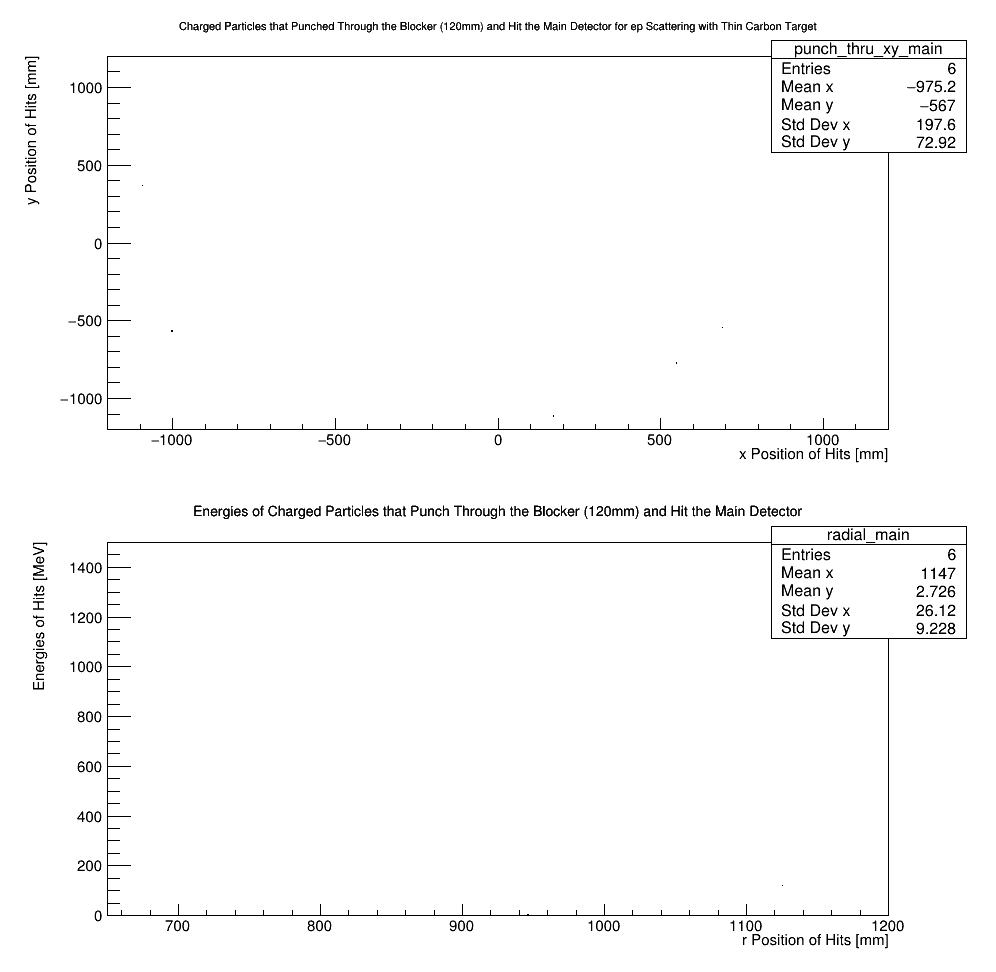 Charged Particles that Punched Through the Blocker (120mm) and Hit the Main Detector for ep Scattering with Thin Carbon Target
punch_thru_xy_main
Entries 6
Mean x −975.2
Mean y −567
Std Dev x 197.6
Std Dev y 72.92
y Position of Hits [mm]
1000
500
0
−500
−1000
−1000 −500 0 500 1000
x Position of Hits [mm]
Energies of Charged Particles that Punch Through the Blocker (120mm) and Hit the Main Detector
radial_main
Entries 6
Mean x 1147
Mean y 2.726
Std Dev x 26.12
Std Dev y 9.228
Energies of Hits [MeV]
1400
1200
1000
800
600
400
200
0
700 800 900 1000 1100 1200
r Position of Hits [mm]